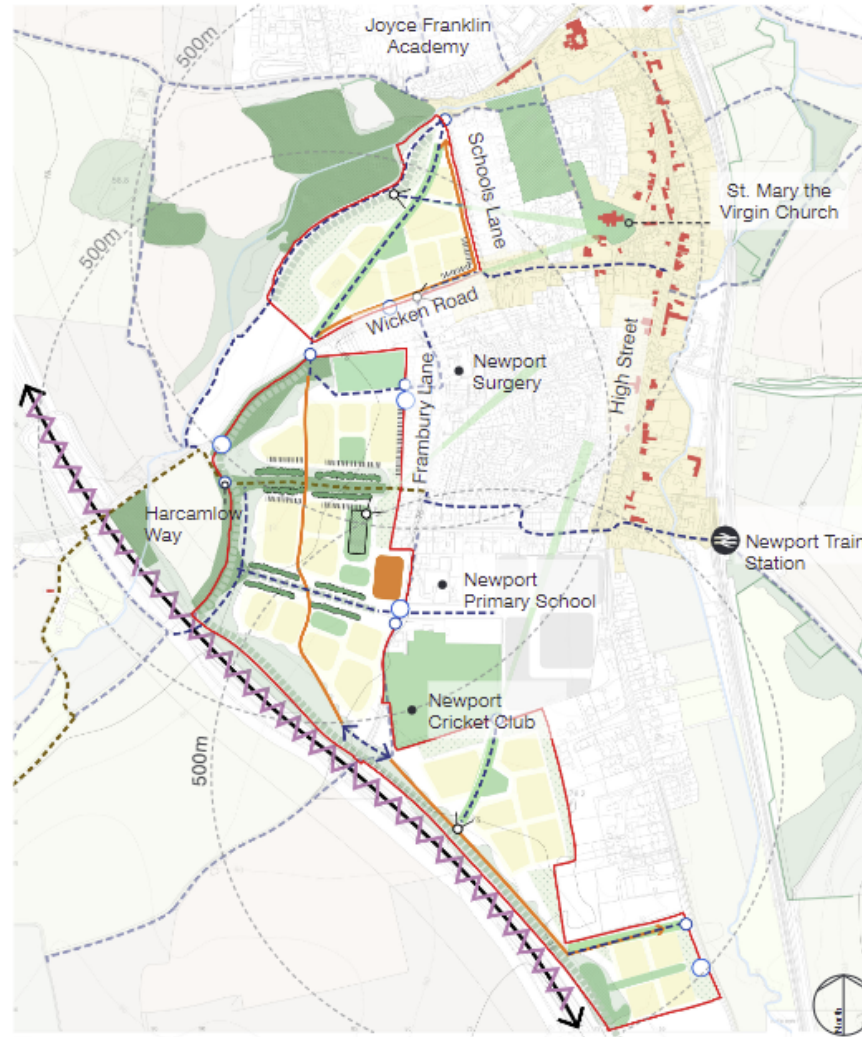 Joyce Franklin
Academy
500m
500m
Schools Lane
St. Mary the
Virgin Church
Wicken Road
Newport
Surgery
High Street
Frambury Lane
Harcamlow
Way
Newport Train
Station
Newport
Primary School
Newport
Cricket Club
500m
North